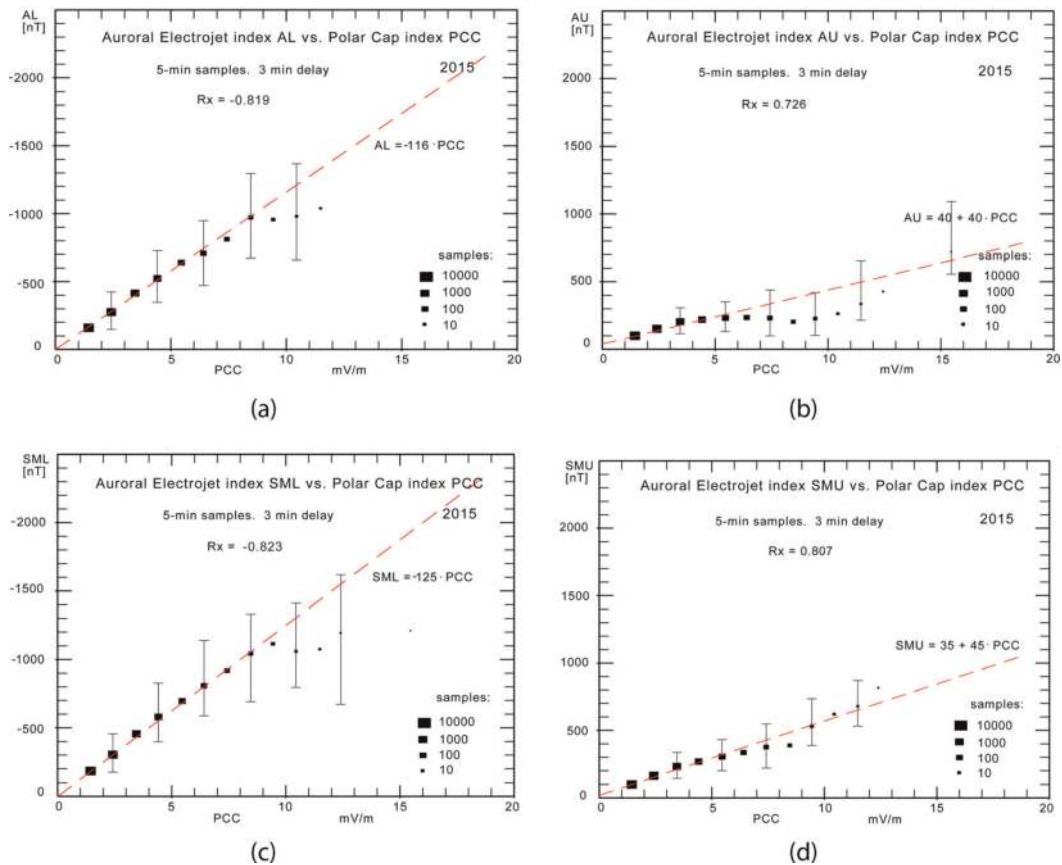 AL
[nT]
Auroral Electrojet index AL vs. Polar Cap index PCC
5-min samples. 3 min delay
2015
Rx = -0.819
AL = -116 · PCC
-2000
-1500
-1000
-500
0
samples:
10000
1000
100
10
0 5 10 15 20
PCC mV/m
(a)
AU
[nT]
Auroral Electrojet index AU vs. Polar Cap index PCC
5-min samples. 3 min delay
2015
Rx = 0.726
AU = 40 + 40 · PCC
2000
1500
1000
500
0
samples:
10000
1000
100
10
0 5 10 15 20
PCC mV/m
(b)
SML
[nT]
Auroral Electrojet index SML vs. Polar Cap index PCC
5-min samples. 3 min delay
2015
Rx = -0.823
SML = -125 · PCC
-2000
-1500
-1000
-500
0
samples:
10000
1000
100
10
0 5 10 15 20
PCC mV/m
(c)
SMU
[nT]
Auroral Electrojet index SMU vs. Polar Cap index PCC
5-min samples. 3 min delay
2015
Rx = 0.807
SMU = 35 + 45 · PCC
2000
1500
1000
500
0
samples:
10000
1000
100
10
0 5 10 15 20
PCC mV/m
(d)